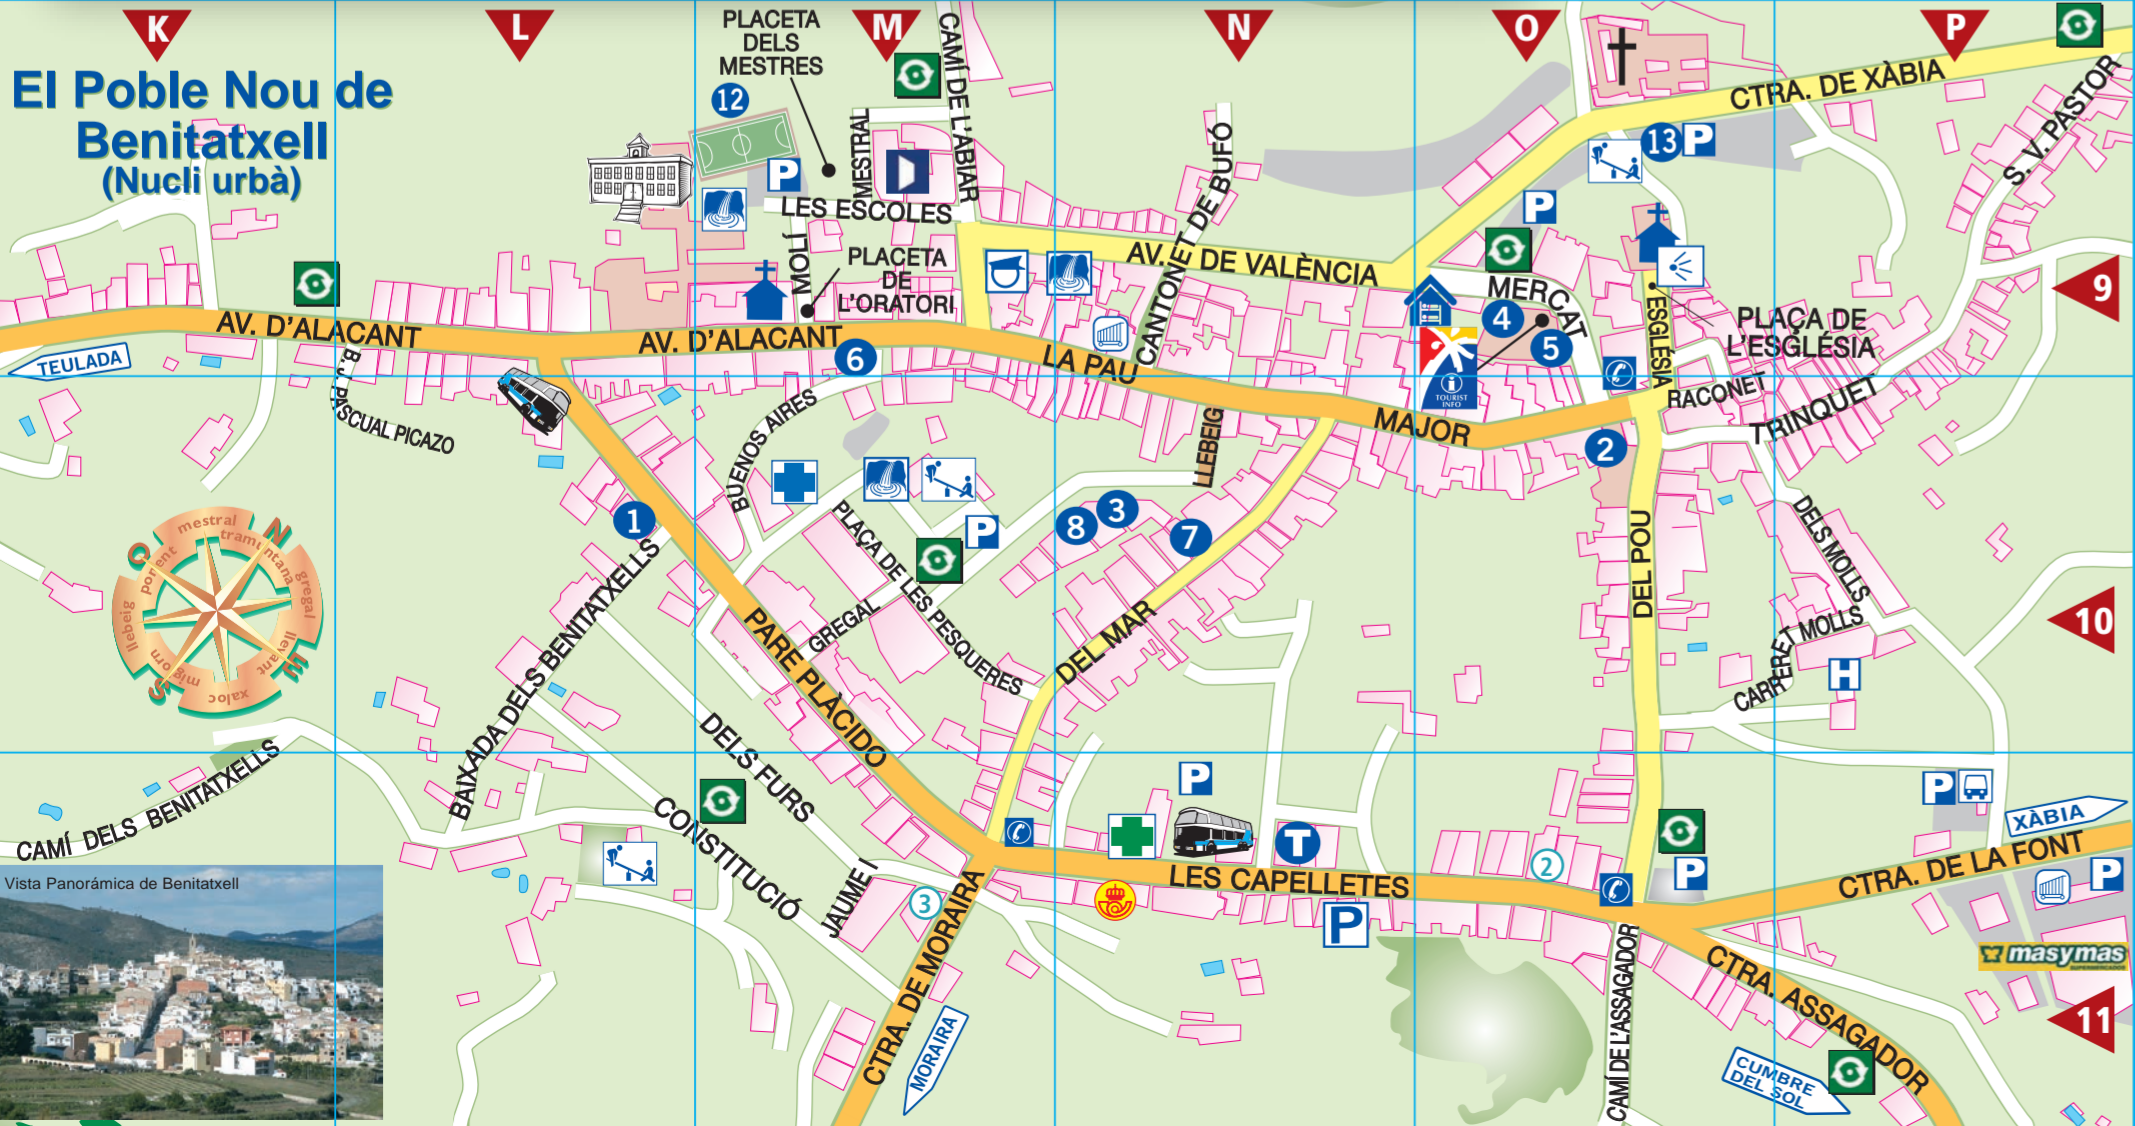 K
L
M
N
O
P
El Poble Nou de
Benitatxell
(Nucli urbà)
PLACETA
DELS
MESTRES
12
P
MESTRAL
CAMÍ DE L'ÀBIAR
LES ESCOLES
MOLÍ
PLACETA
DE
L'ORATORI
CANTONET DE BUFÓ
AV. DE VALÈNCIA
CTRA. DE XÀBIA
13
P
P
S. V. PASTOR
9
MERCAT
4
5
TOURIST
INFO
ESGLÉSIA
PLAÇA DE
L'ESGLÉSIA
RACONET
TRINQUET
AV. D'ALACANT
AV. D'ALACANT
6
LA PAU
MAJOR
2
TEULADA
B. J. PASCUAL PICAZO
BUENOS AIRES
LLEBEIG
1
PLAÇA DE LES PESQUERES
P
8
3
7
DEL POU
DELS MOLLS
CARRERET MOLLS
H
10
N
O
S
mestral
tramuntana
gregal
llevant
xaloc
migjorn
llebeig
ponent
BAIXADA DELS BENITATXELLS
PARE PLÀCIDO
GREGAL
DEL MAR
CAMÍ DELS BENITATXELLS
DELS FURS
CONSTITUCIÓ
JAUME I
3
P
T
LES CAPELLETES
P
2
P
P
XÀBIA
CTRA. DE LA FONT
P
masymas
11
Vista Panorámica de Benitatxell
CTRA. DE MORAIRA
MORAIRA
CAMÍ DE L'ASSAGADOR
CTRA. ASSAGADOR
CUMBRE
DEL SOL